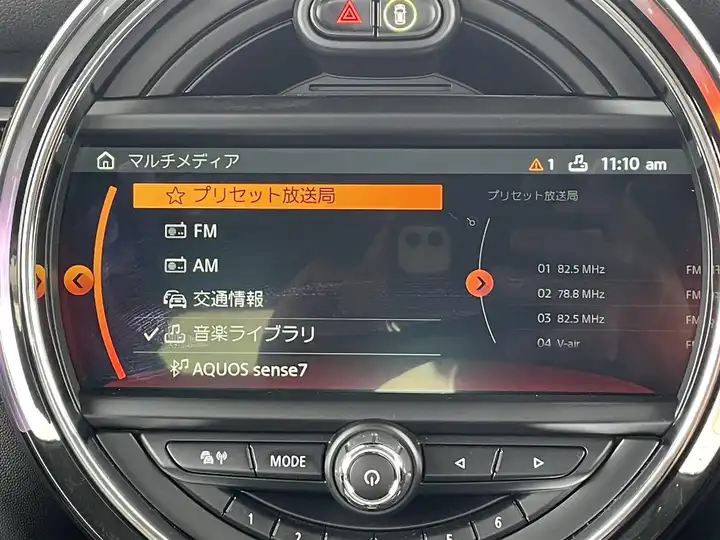 マルチメディア
1
11:10 am
プリセット放送局
FM
AM
交通情報
音楽ライブラリ
AQUOS sense7
プリセット放送局
01 82.5 MHz FM
02 78.8 MHz FM
03 82.5 MHz FM
04 V-air
MODE
1
2
5
6